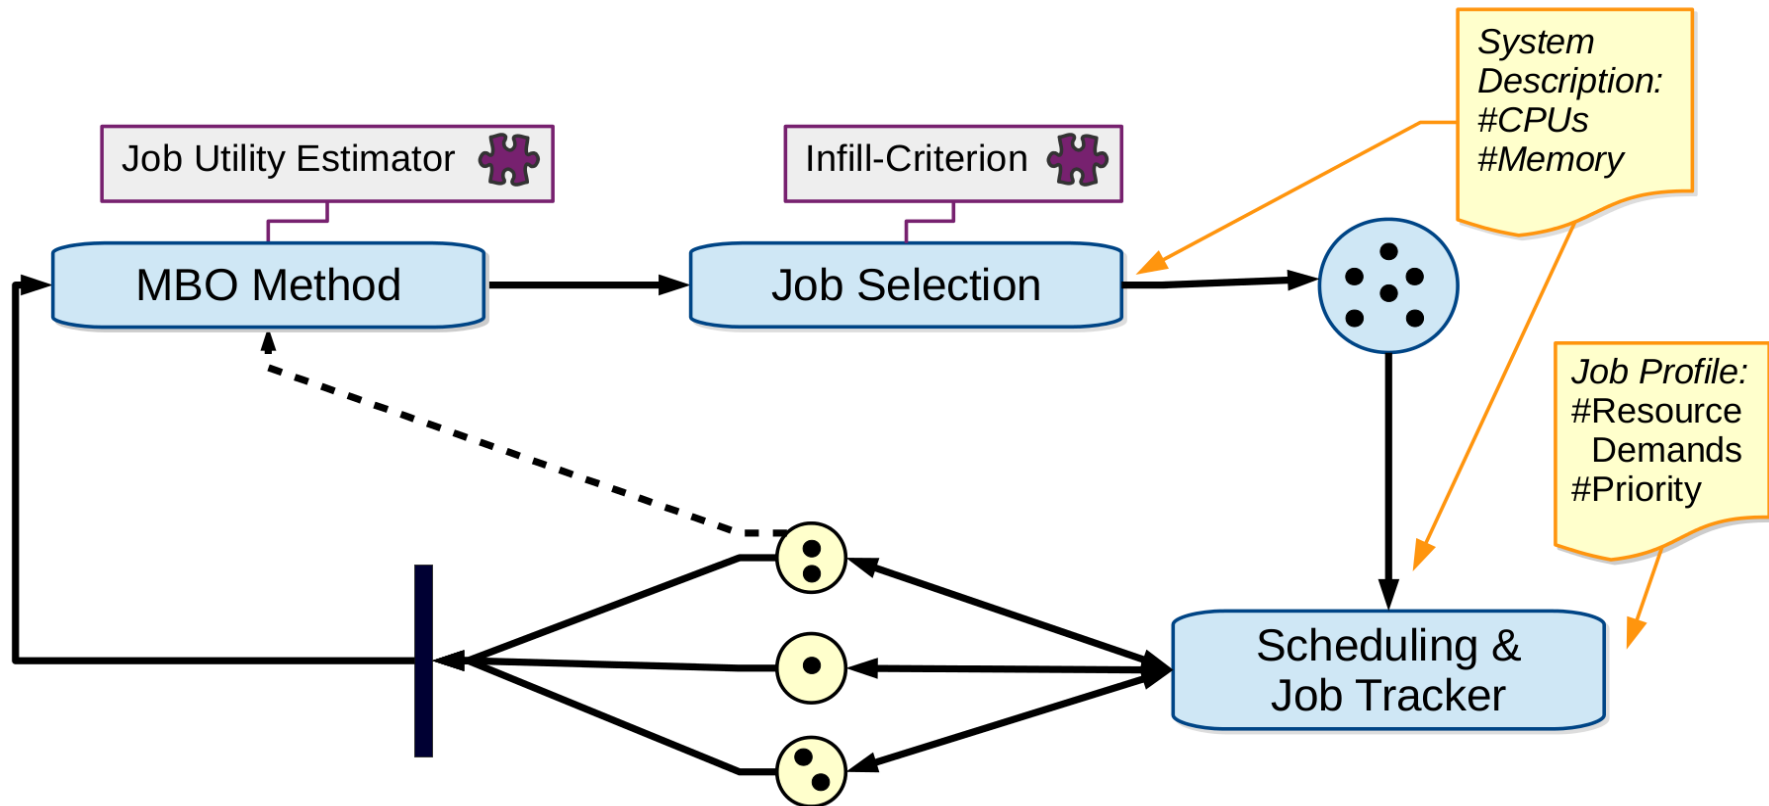 System
Description:
#CPUs
#Memory
Job Utility Estimator
Infill-Criterion
MBO Method
Job Selection
Job Profile:
#Resource
Demands
#Priority
Scheduling &
Job Tracker